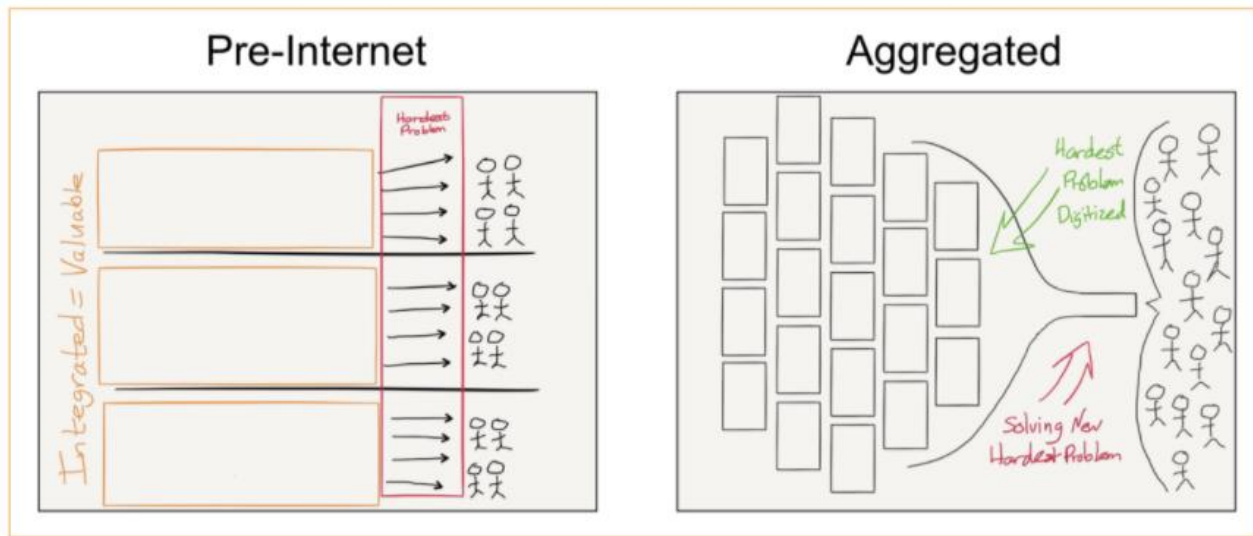 Pre-Internet
Hardest
Problem
Integrated = Valuable
Aggregated
Hardest
Problem
Digitized
Solving New
Hardest Problem